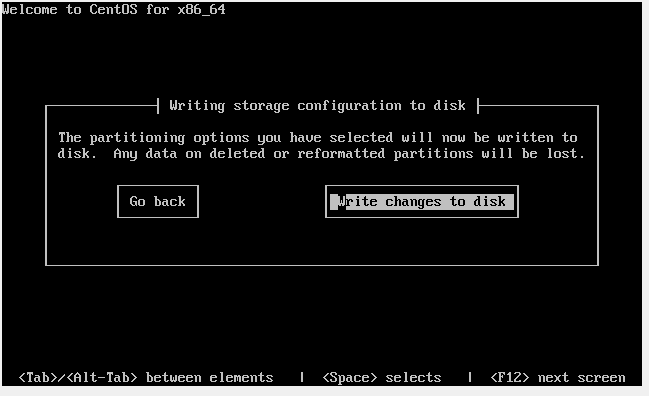 Welcome to CentOS for x86_64
Writing storage configuration to disk
The partitioning options you have selected will now be written to
disk.  Any data on deleted or reformatted partitions will be lost.
Go back    Write changes to disk
<Tab>/<Alt-Tab> between elements   |  <Space> selects   |  <F12> next screen